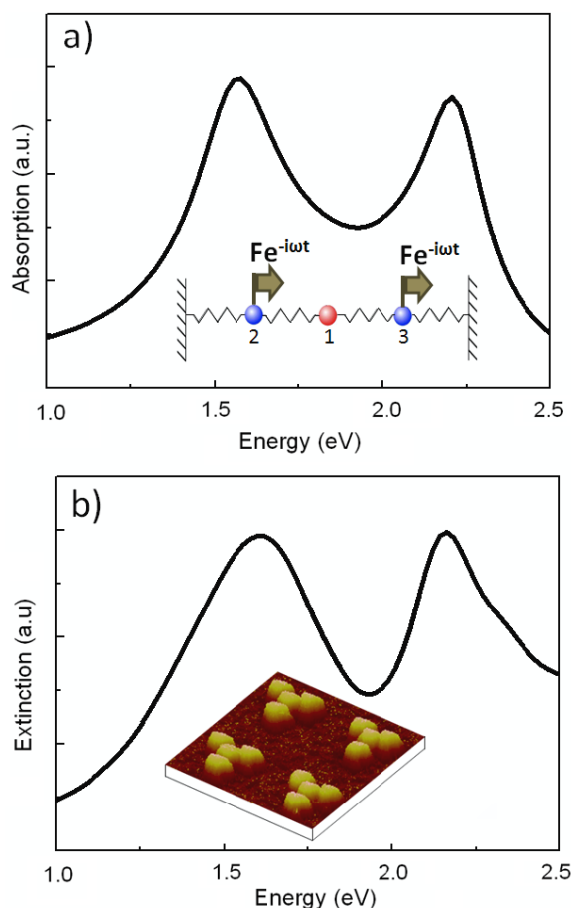 a)
Absorption (a.u.)
Fe-iωt Fe-iωt
2 1 3
1.0 1.5 2.0 2.5
Energy (eV)
b)
Extinction (a.u)
1.0 1.5 2.0 2.5
Energy (eV)